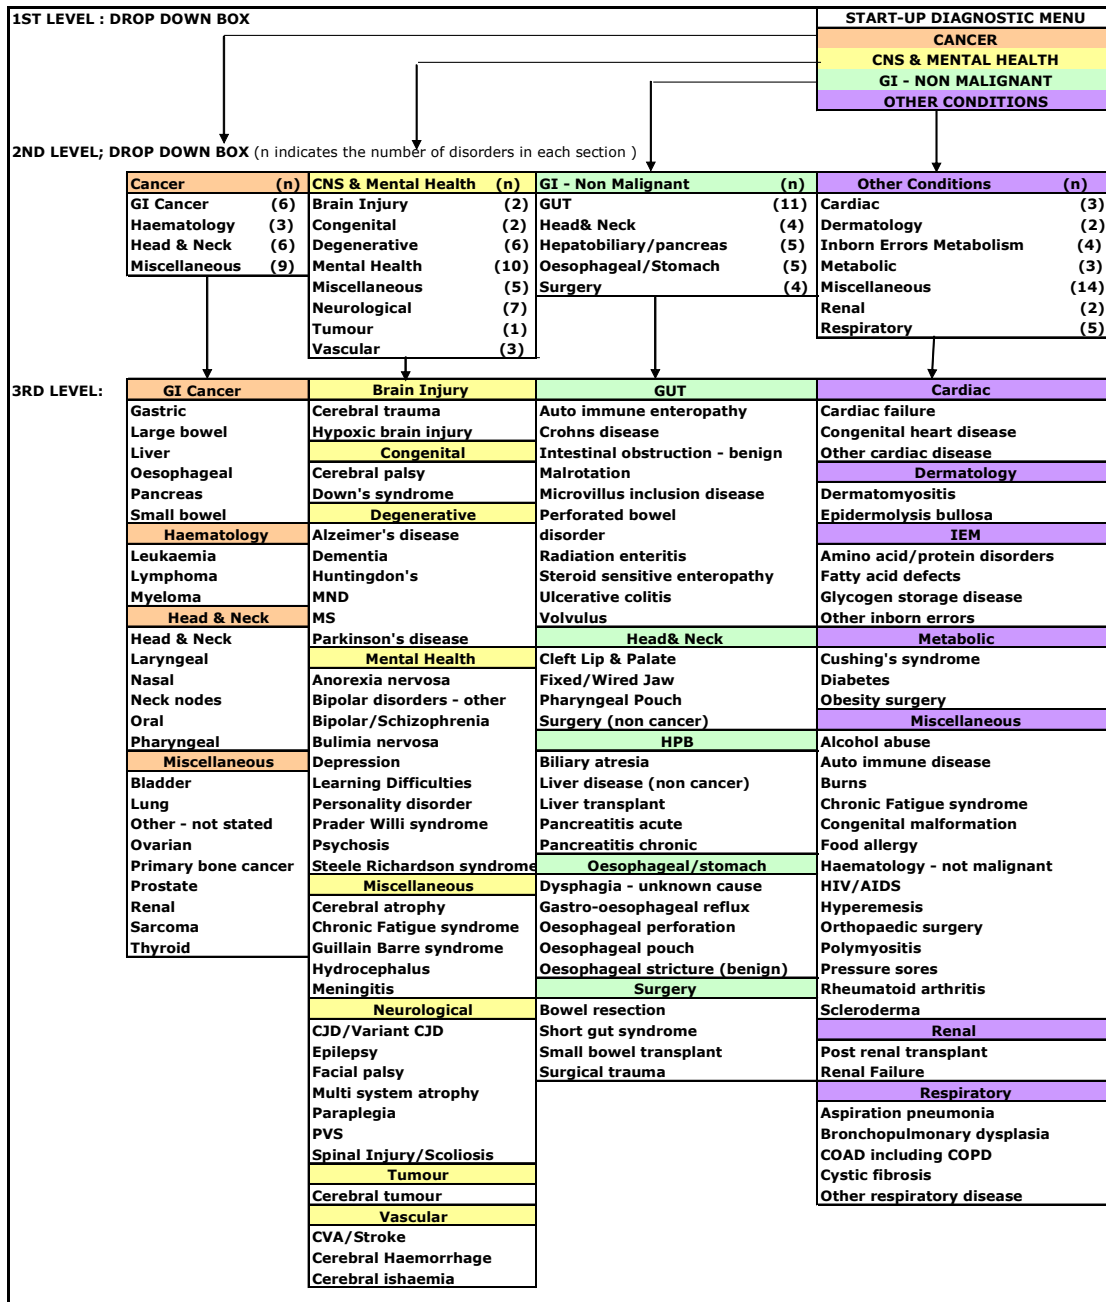 1ST LEVEL : DROP DOWN BOX
START-UP DIAGNOSTIC MENU
CANCER
CNS & MENTAL HEALTH
GI - NON MALIGNANT
OTHER CONDITIONS
2ND LEVEL; DROP DOWN BOX (n indicates the number of disorders in each section )
Cancer (n)
GI Cancer (6)
Haematology (3)
Head & Neck (6)
Miscellaneous (9)
CNS & Mental Health (n)
Brain Injury (2)
Congenital (2)
Degenerative (6)
Mental Health (10)
Miscellaneous (5)
Neurological (7)
Tumour (1)
Vascular (3)
GI - Non Malignant (n)
GUT (11)
Head& Neck (4)
Hepatobiliary/pancreas (5)
Oesophageal/Stomach (5)
Surgery (4)
Other Conditions (n)
Cardiac (3)
Dermatology (2)
Inborn Errors Metabolism (4)
Metabolic (3)
Miscellaneous (14)
Renal (2)
Respiratory (5)
3RD LEVEL:
GI Cancer
Gastric
Large bowel
Liver
Oesophageal
Pancreas
Small bowel
Haematology
Leukaemia
Lymphoma
Myeloma
Head & Neck
Head & Neck
Laryngeal
Nasal
Neck nodes
Oral
Pharyngeal
Miscellaneous
Bladder
Lung
Other - not stated
Ovarian
Primary bone cancer
Prostate
Renal
Sarcoma
Thyroid
Brain Injury
Cerebral trauma
Hypoxic brain injury
Congenital
Cerebral palsy
Down's syndrome
Degenerative
Alzeimer's disease
Dementia
Huntingdon's
MND
MS
Parkinson's disease
Mental Health
Anorexia nervosa
Bipolar disorders - other
Bipolar/Schizophrenia
Bulimia nervosa
Depression
Learning Difficulties
Personality disorder
Prader Willi syndrome
Psychosis
Steele Richardson syndrome
Miscellaneous
Cerebral atrophy
Chronic Fatigue syndrome
Guillain Barre syndrome
Hydrocephalus
Meningitis
Neurological
CJD/Variant CJD
Epilepsy
Facial palsy
Multi system atrophy
Paraplegia
PVS
Spinal Injury/Scoliosis
Tumour
Cerebral tumour
Vascular
CVA/Stroke
Cerebral Haemorrhage
Cerebral ishaemia
GUT
Auto immune enteropathy
Crohns disease
Intestinal obstruction - benign
Malrotation
Microvillus inclusion disease
Perforated bowel
disorder
Radiation enteritis
Steroid sensitive enteropathy
Ulcerative colitis
Volvulus
Head& Neck
Cleft Lip & Palate
Fixed/Wired Jaw
Pharyngeal Pouch
Surgery (non cancer)
HPB
Biliary atresia
Liver disease (non cancer)
Liver transplant
Pancreatitis acute
Pancreatitis chronic
Oesophageal/stomach
Dysphagia - unknown cause
Gastro-oesophageal reflux
Oesophageal perforation
Oesophageal pouch
Oesophageal stricture (benign)
Surgery
Bowel resection
Short gut syndrome
Small bowel transplant
Surgical trauma
Cardiac
Cardiac failure
Congenital heart disease
Other cardiac disease
Dermatology
Dermatomyositis
Epidermolysis bullosa
IEM
Amino acid/protein disorders
Fatty acid defects
Glycogen storage disease
Other inborn errors
Metabolic
Cushing's syndrome
Diabetes
Obesity surgery
Miscellaneous
Alcohol abuse
Auto immune disease
Burns
Chronic Fatigue syndrome
Congenital malformation
Food allergy
Haematology - not malignant
HIV/AIDS
Hyperemesis
Orthopaedic surgery
Polymyositis
Pressure sores
Rheumatoid arthritis
Scleroderma
Renal
Post renal transplant
Renal Failure
Respiratory
Aspiration pneumonia
Bronchopulmonary dysplasia
COAD including COPD
Cystic fibrosis
Other respiratory disease